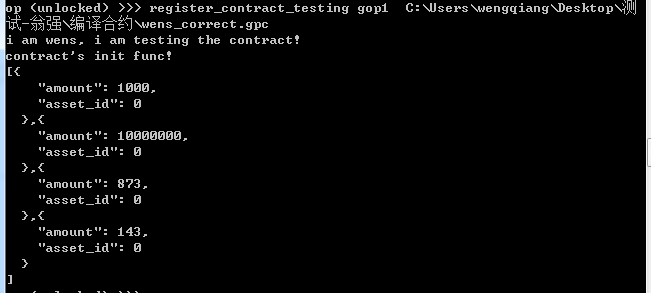 op (unlocked) >>> register_contract_testing gop1  C:\Users\wengqiang\Desktop\测
试-翁强\编译合约\wens_correct.gpc
i am wens, i am testing the contract!
contract's init func!
[{
    "amount": 1000,
    "asset_id": 0
  },{
    "amount": 10000000,
    "asset_id": 0
  },{
    "amount": 873,
    "asset_id": 0
  },{
    "amount": 143,
    "asset_id": 0
  }
]